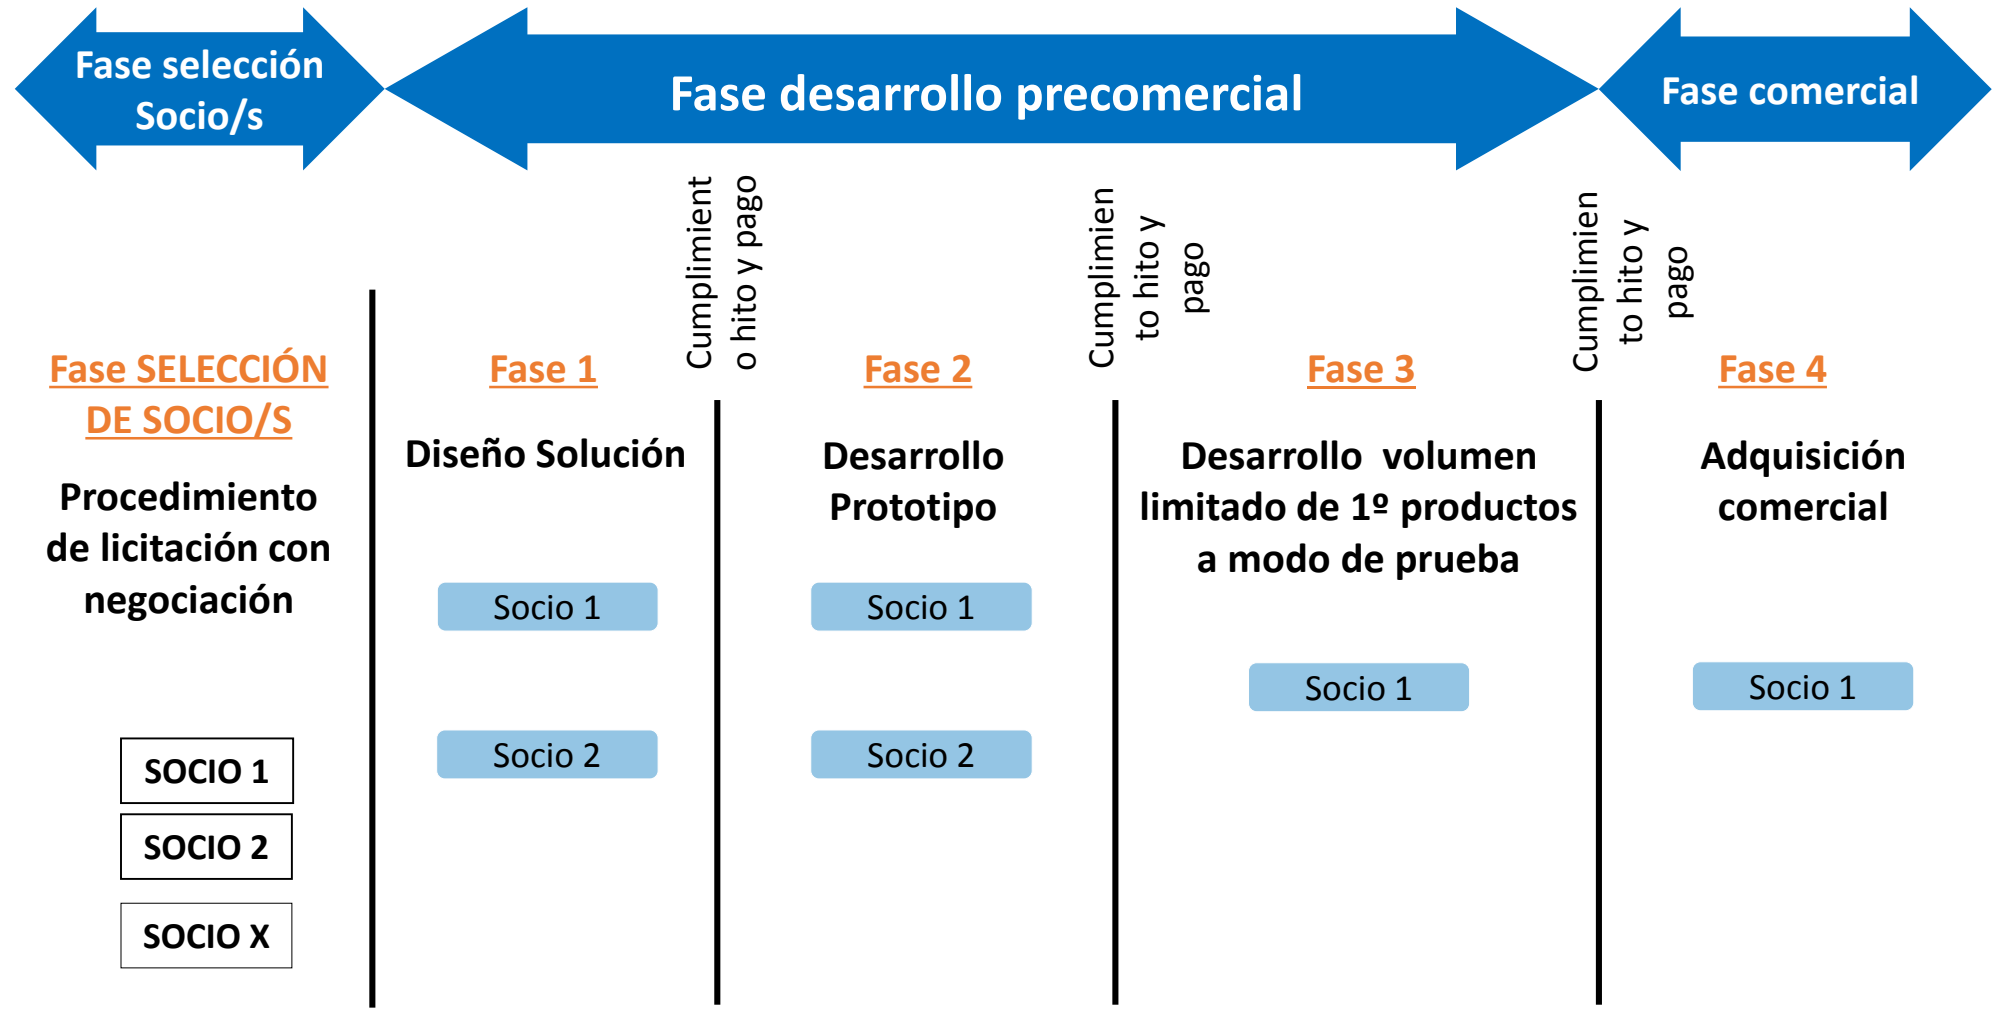 Fase selección
Socio/s
Fase desarrollo precomercial
Fase comercial
Cumplimient
o hito y pago
Cumplimien
to hito y
pago
Cumplimien
to hito y
pago
Fase SELECCIÓN
DE SOCIO/S
Procedimiento
de licitación con
negociación
SOCIO 1
SOCIO 2
SOCIO X
Fase 1
Diseño Solución
Socio 1
Socio 2
Fase 2
Desarrollo
Prototipo
Socio 1
Socio 2
Fase 3
Desarrollo volumen
limitado de 1º productos
a modo de prueba
Socio 1
Fase 4
Adquisición
comercial
Socio 1